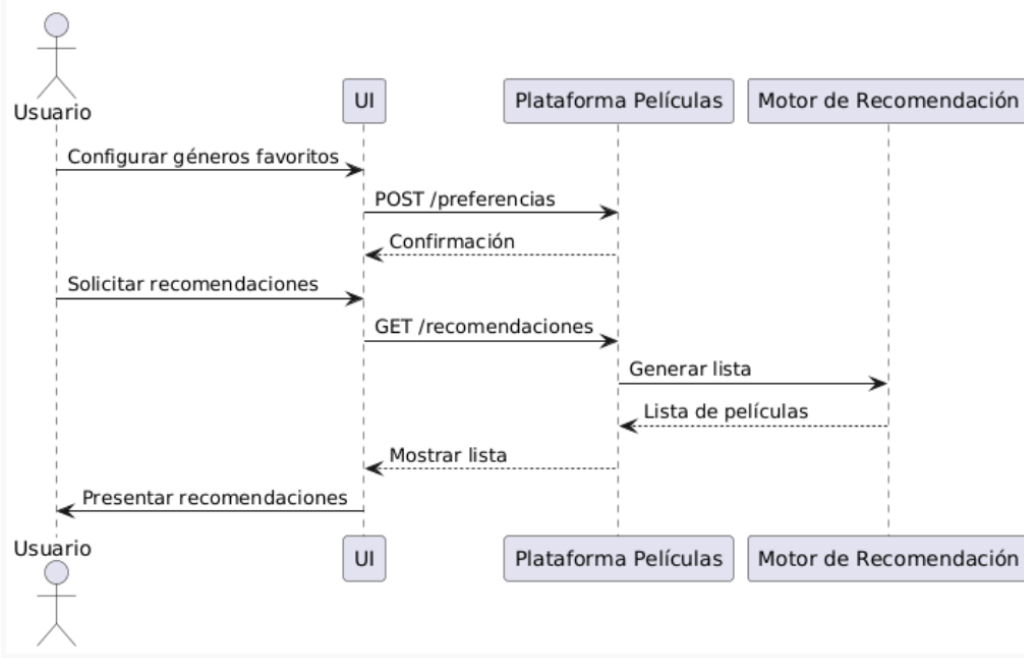 Usuario
UI
Plataforma Películas
Motor de Recomendación
Configurar géneros favoritos
POST /preferencias
Confirmación
Solicitar recomendaciones
GET /recomendaciones
Generar lista
Lista de películas
Mostrar lista
Presentar recomendaciones
Usuario
UI
Plataforma Películas
Motor de Recomendación